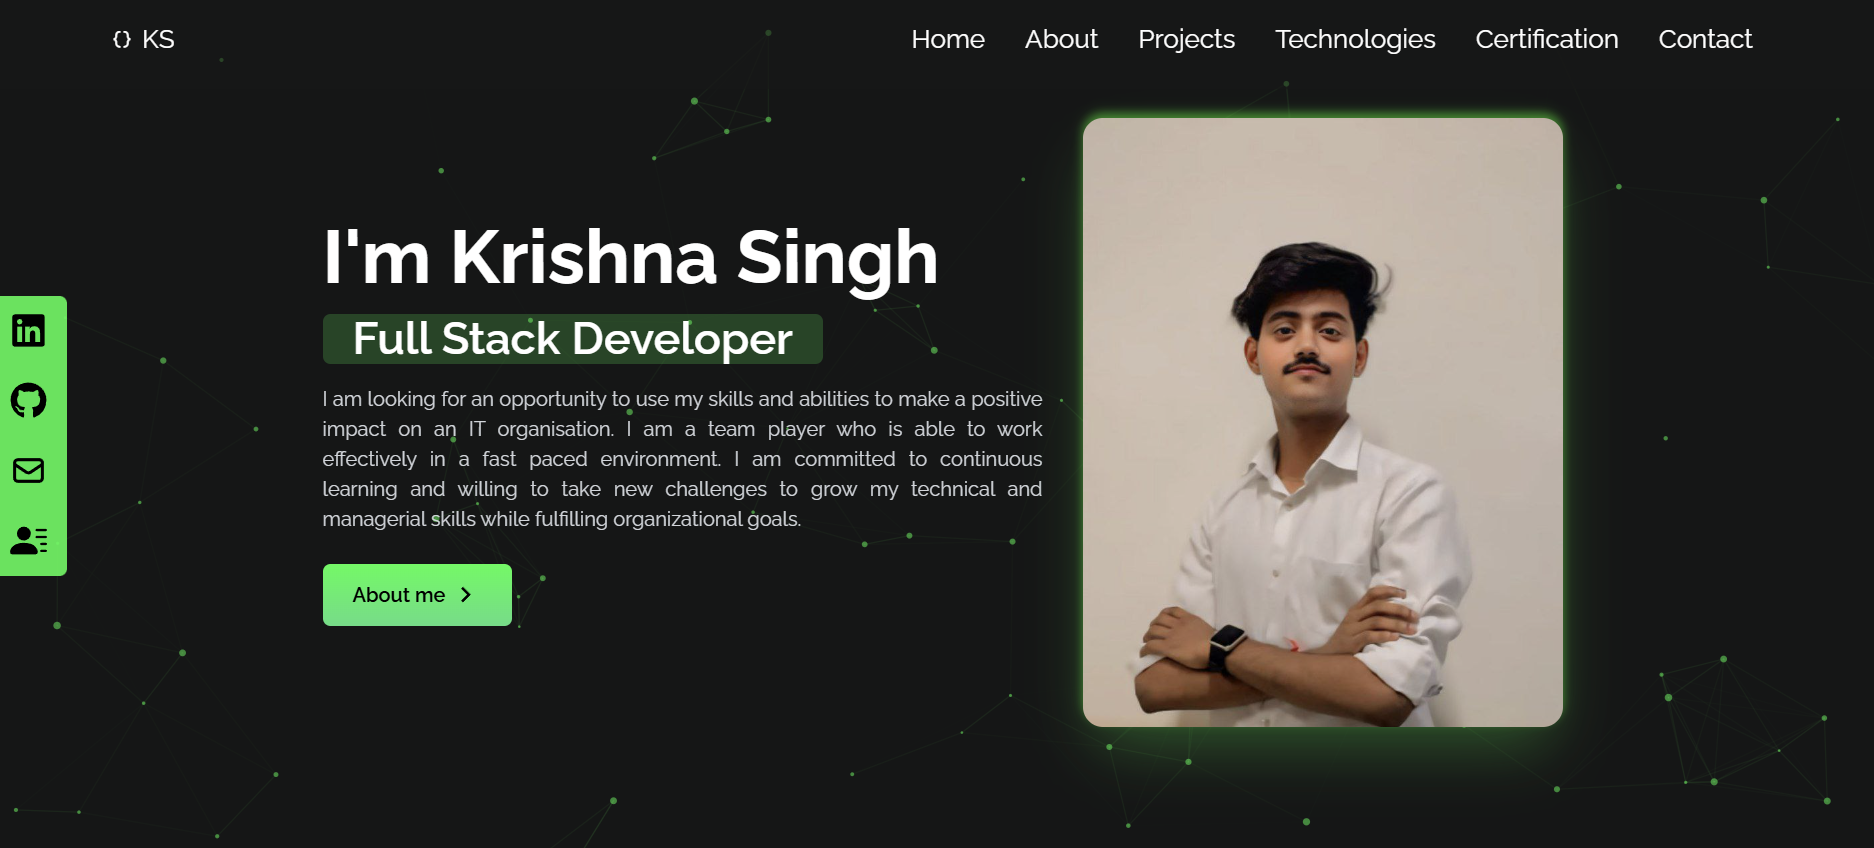 {} KS
Home About Projects Technologies Certification Contact
I'm Krishna Singh
Full Stack Developer
I am looking for an opportunity to use my skills and abilities to make a positive
impact on an IT organisation. I am a team player who is able to work
effectively in a fast paced environment. I am committed to continuous
learning and willing to take new challenges to grow my technical and
managerial skills while fulfilling organizational goals.
in
About me